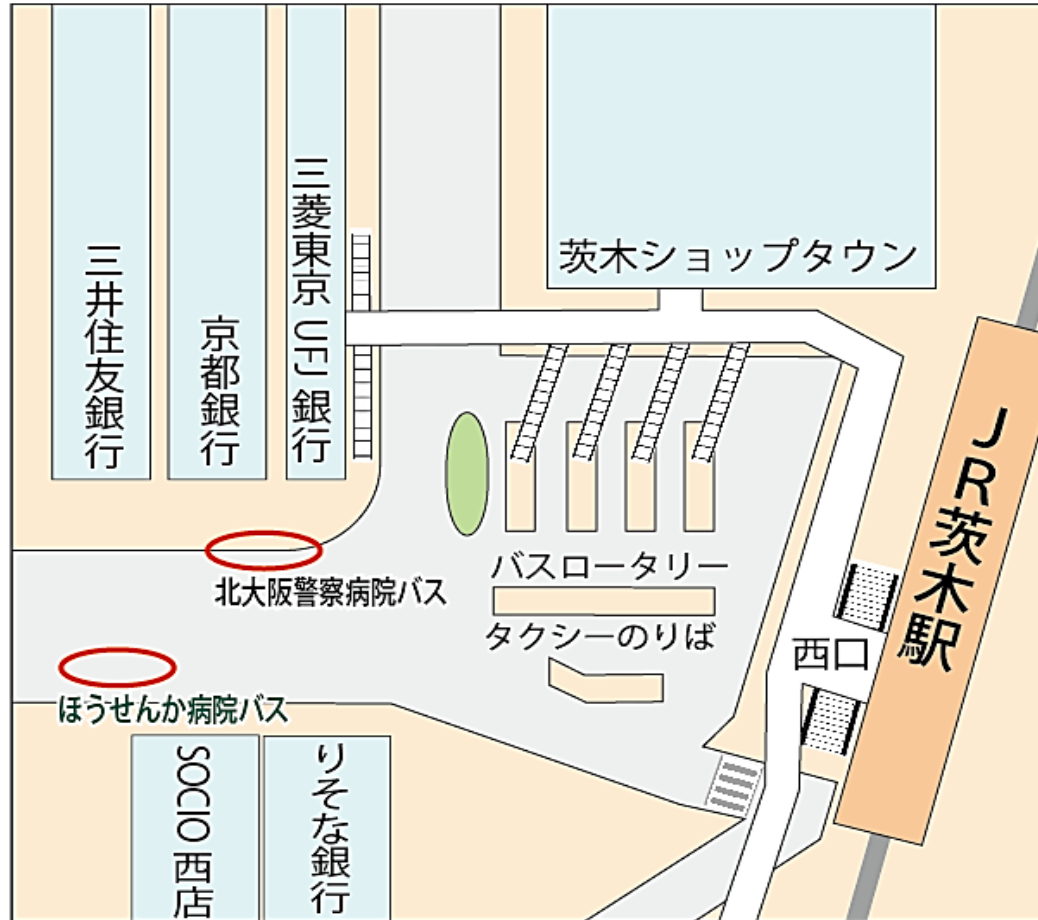 三井住友銀行
京都銀行
三菱東京 UFJ 銀行
茨木ショップタウン
JR茨木駅
バスロータリー
タクシーのりば
西口
北大阪警察病院バス
ほうせんか病院バス
SOCIO 西店
りそな銀行